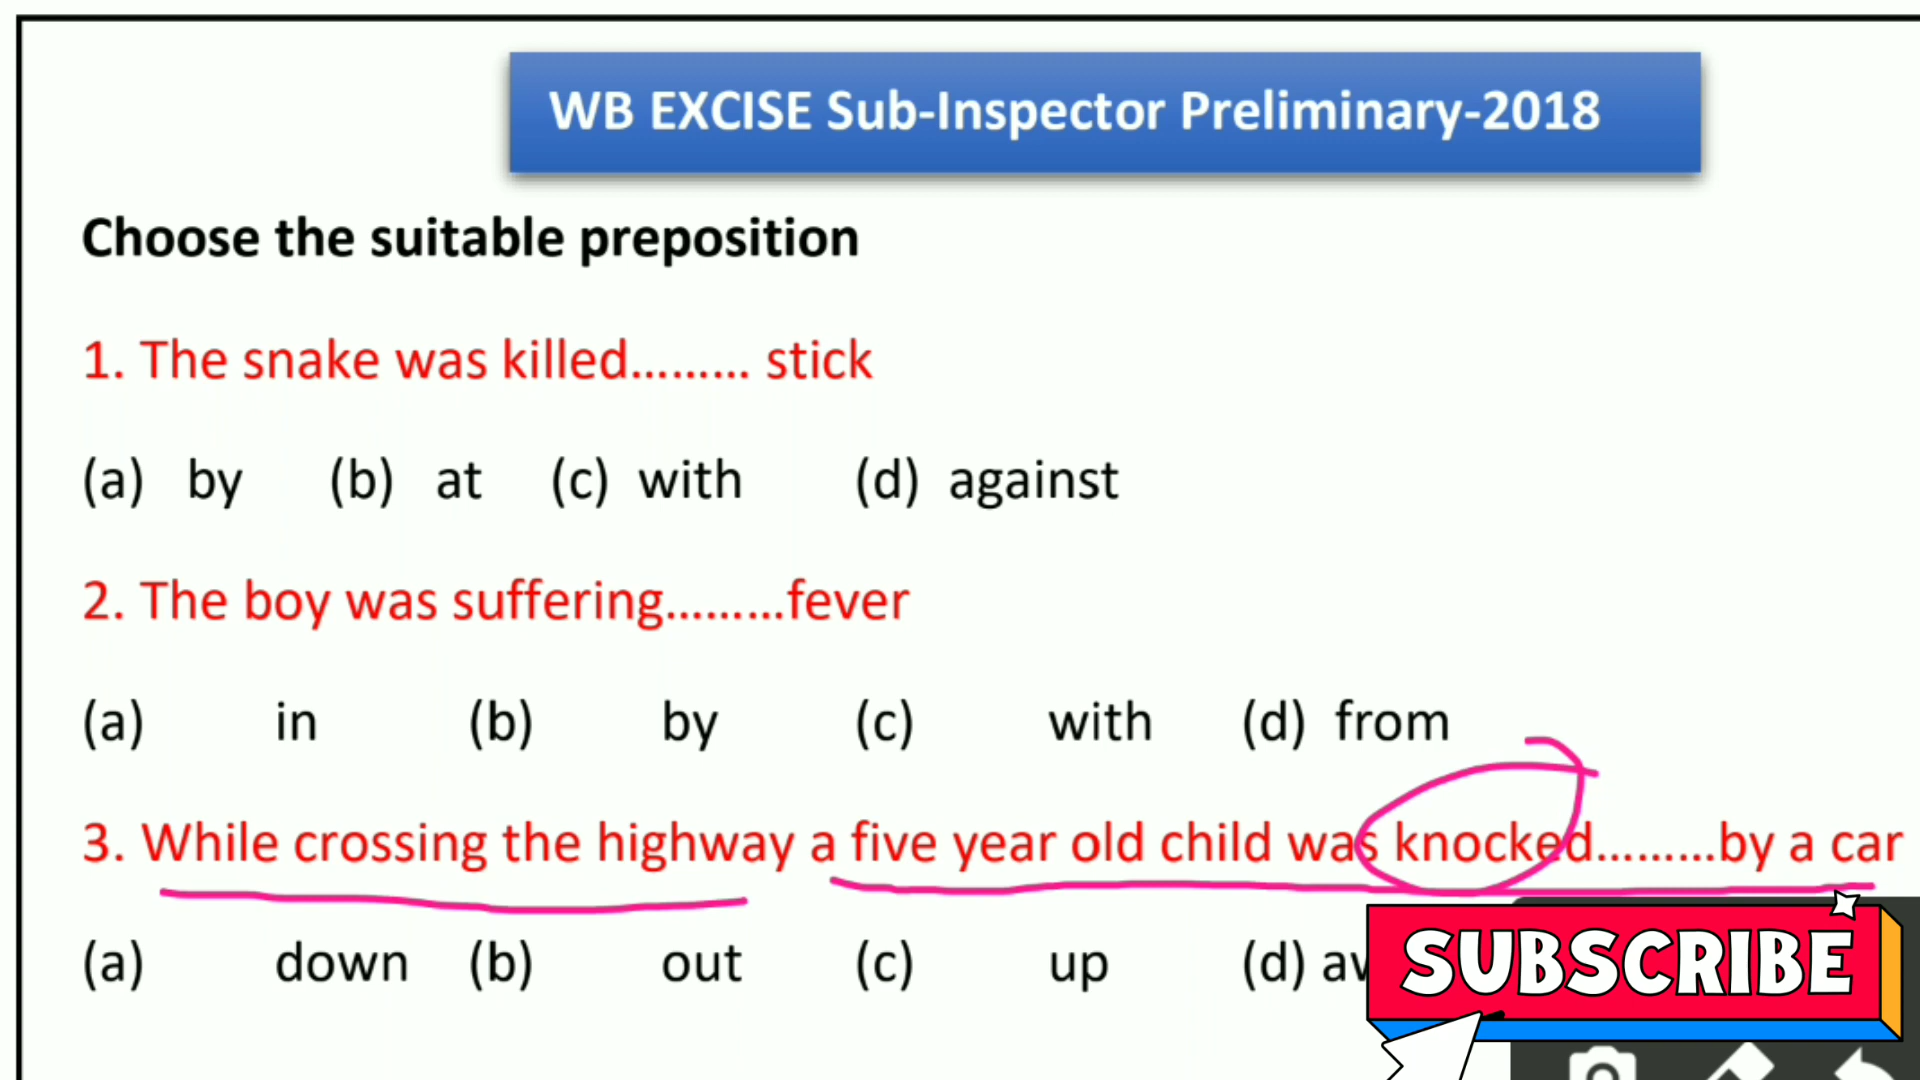 WB EXCISE Sub-Inspector Preliminary-2018
Choose the suitable preposition
1. The snake was killed......... stick
(a) by (b) at (c) with (d) against
2. The boy was suffering.........fever
(a) in (b) by (c) with (d) from
3. While crossing the highway a five year old child was knocked.........by a car
(a) down (b) out (c) up (d)
SUBSCRIBE